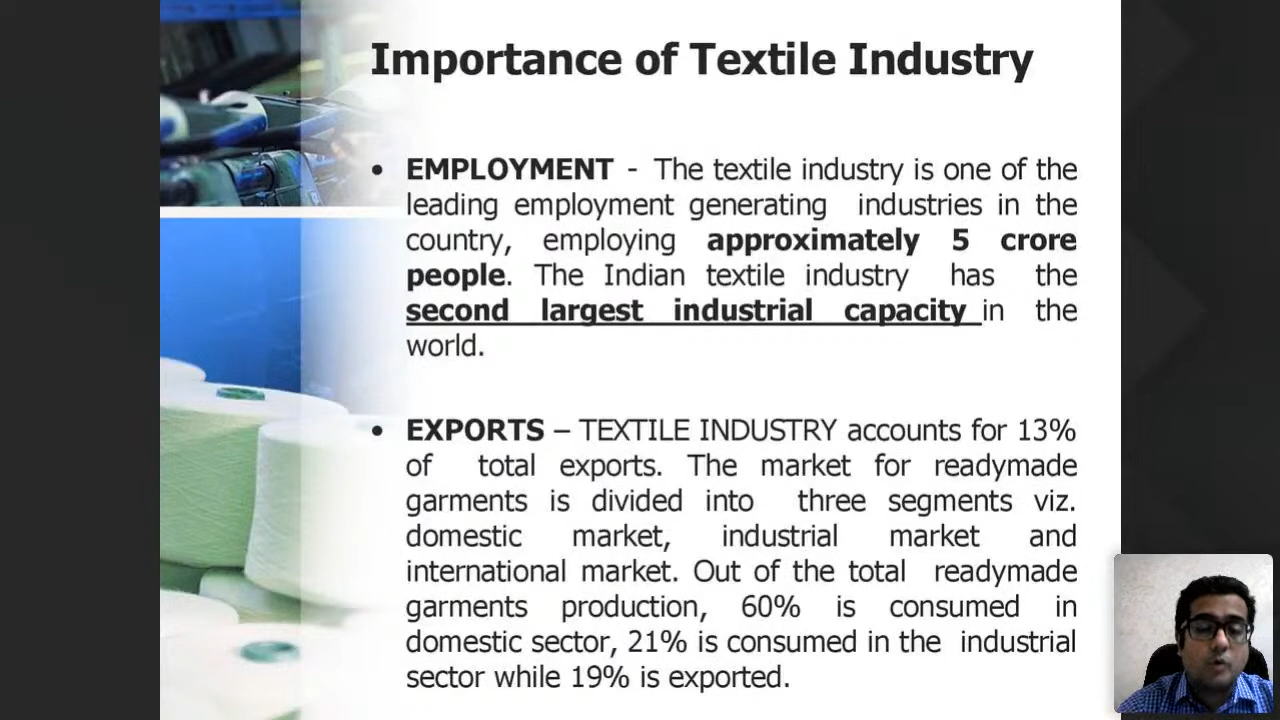 Importance of Textile Industry
• EMPLOYMENT - The textile industry is one of the
leading employment generating industries in the
country, employing approximately 5 crore
people. The Indian textile industry has the
second largest industrial capacity in the
world.
• EXPORTS – TEXTILE INDUSTRY accounts for 13%
of total exports. The market for readymade
garments is divided into three segments viz.
domestic market, industrial market and
international market. Out of the total readymade
garments production, 60% is consumed in
domestic sector, 21% is consumed in the industrial
sector while 19% is exported.